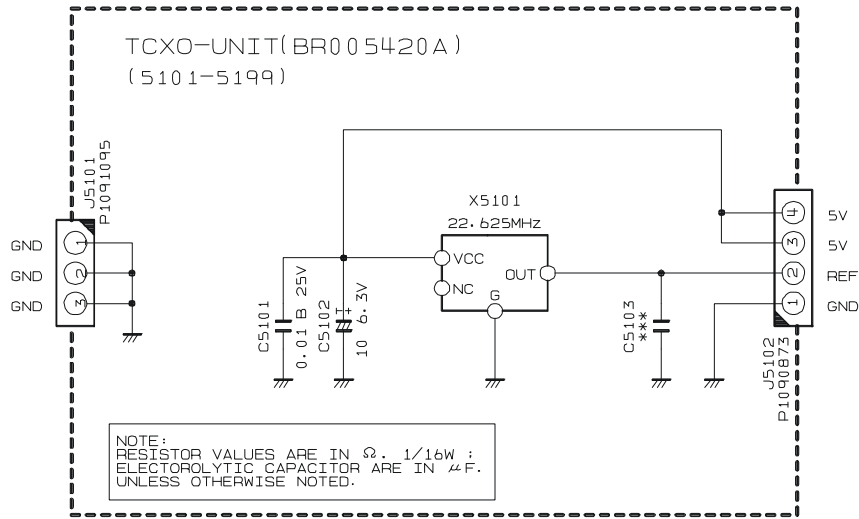 TCXO-UNIT(BR005420A)
(5101-5199)
J5101
P1091095
GND
1
GND
2
GND
3
X5101
22.625MHz
VCC
NC
OUT
G
C5101
0.01 B 25V
C5102
10 6.3V
+
C5103
***
4
5V
3
5V
2
REF
1
GND
J5102
P1090873
NOTE:
RESISTOR VALUES ARE IN Ω. 1/16W ;
ELECTOROLYTIC CAPACITOR ARE IN μF.
UNLESS OTHERWISE NOTED.